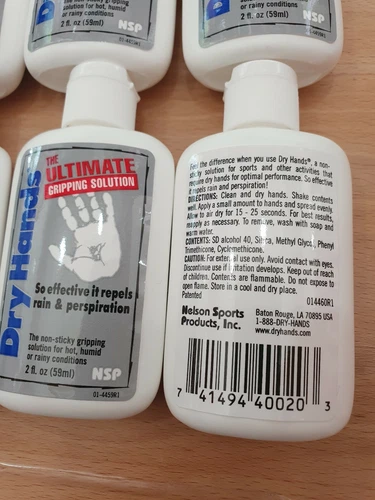 solution for hot, humid
or rainy conditions
2 fl. oz (59ml)
NSP
01-4459R1
or rainy conditions
2 fl. oz (59ml)
NSP
01-4459R1
Dry Hands
THE
ULTIMATE
GRIPPING SOLUTION
So effective it repels
rain & perspiration
The non-sticky gripping
solution for hot, humid
or rainy conditions
2 fl. oz (59ml)
NSP
01-4459R1
Feel the difference when you use Dry Hands®, a non-
sticky solution for sports and other activities that
require dry hands for optimal performance. So effective
it repels rain and perspiration!
DIRECTIONS: Clean and dry hands. Shake contents
well. Apply a small amount to hands and spread evenly.
Allow to air dry for 15 - 25 seconds. For best results,
reapply as necessary. To remove, wash with soap and
warm water.
CONTENTS: SD alcohol 40, Silica, Methyl Glycol, Phenyl
Trimethicone, Cyclomethicone.
CAUTION: For external use only. Avoid contact with eyes.
Discontinue use if irritation develops. Keep out of reach
of children. Contents are flammable. Do not expose to
open flame. Store in a cool and dry place.
Patented
014460R1
Nelson Sports
Products, Inc.
Baton Rouge, LA 70895 USA
1-888-DRY-HANDS
www.dryhands.com
7 41494 40020 3